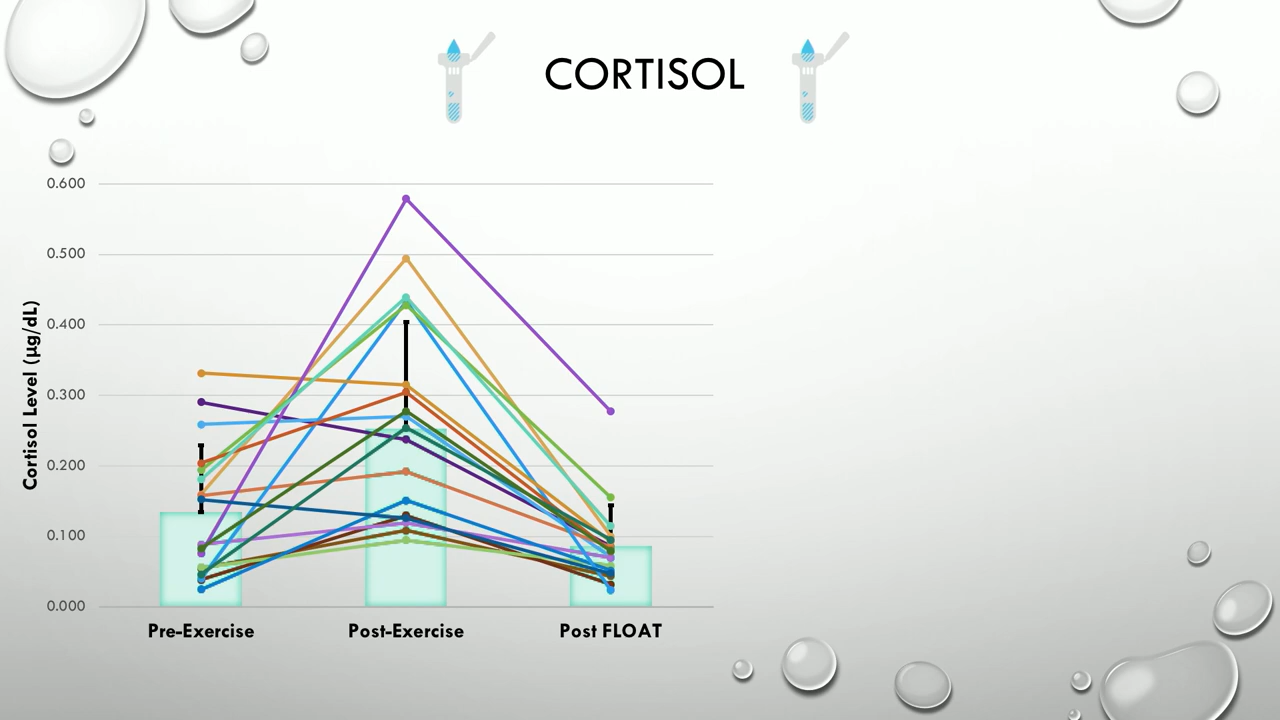 CORTISOL
0.600
0.500
0.400
0.300
0.200
0.100
0.000
Cortisol Level (µg/dL)
Pre-Exercise
Post-Exercise
Post FLOAT